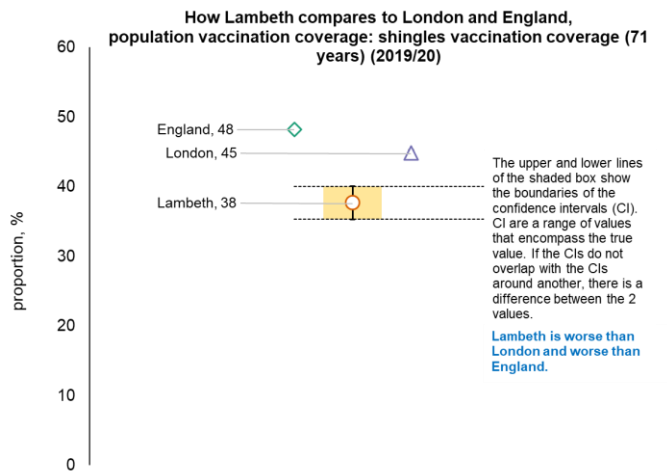 How Lambeth compares to London and England,
population vaccination coverage: shingles vaccination coverage (71
years) (2019/20)
60
50
40
30
20
10
0
proportion, %
England, 48
London, 45
Lambeth, 38
The upper and lower lines
of the shaded box show
the boundaries of the
confidence intervals (CI).
CI are a range of values
that encompass the true
value. If the CIs do not
overlap with the CIs
around another, there is a
difference between the 2
values.
Lambeth is worse than
London and worse than
England.